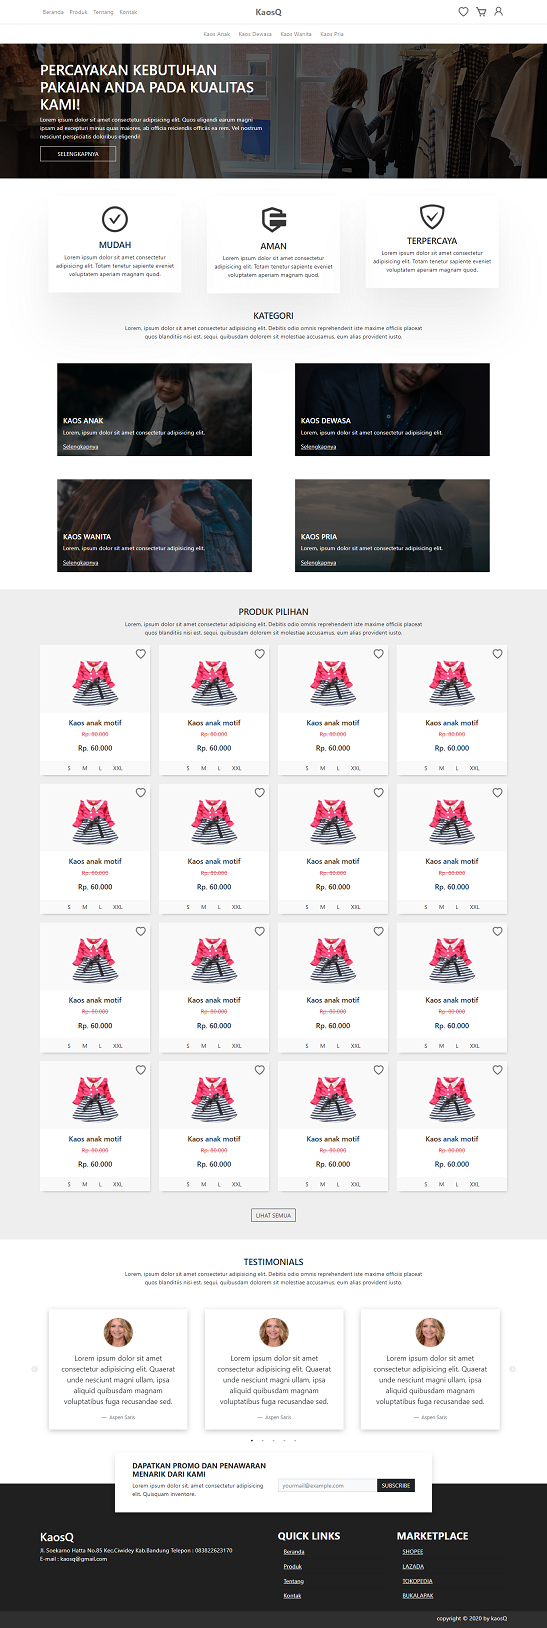 Beranda Produk Tentang Kontak KaosQ
Kaos Anak Kaos Dewasa Kaos Wanita Kaos Pria
PERCAYAKAN KEBUTUHAN
PAKAIAN ANDA PADA KUALITAS
KAMI!
Lorem ipsum dolor sit amet consectetur adipisicing elit. Quos eligendi earum magni
ipsam ad excepturi minus quas maiores, ab officia reiciendis officiis ea rem. Vel nostrum
nesciunt perspiciatis doloribus eligendi!
SELENGKAPNYA
MUDAH
Lorem ipsum dolor sit amet consectetur
adipisicing elit. Totam tenetur sapiente eveniet
voluptatem aperiam magnam quod.
AMAN
Lorem ipsum dolor sit amet consectetur
adipisicing elit. Totam tenetur sapiente eveniet
voluptatem aperiam magnam quod.
TERPERCAYA
Lorem ipsum dolor sit amet consectetur
adipisicing elit. Totam tenetur sapiente eveniet
voluptatem aperiam magnam quod.
KATEGORI
Lorem, ipsum dolor sit amet consectetur adipisicing elit. Debitis odio omnis reprehenderit iste maxime officiis placeat
quos blanditiis nisi est, sequi, quibusdam dolorem sit molestiae accusamus, eum alias provident iusto.
KAOS ANAK
Lorem, ipsum dolor sit amet consectetur adipisicing elit.
Selengkapnya
KAOS DEWASA
Lorem, ipsum dolor sit amet consectetur adipisicing elit.
Selengkapnya
KAOS WANITA
Lorem, ipsum dolor sit amet consectetur adipisicing elit.
Selengkapnya
KAOS PRIA
Lorem, ipsum dolor sit amet consectetur adipisicing elit.
Selengkapnya
PRODUK PILIHAN
Lorem, ipsum dolor sit amet consectetur adipisicing elit. Debitis odio omnis reprehenderit iste maxime officiis placeat
quos blanditiis nisi est, sequi, quibusdam dolorem sit molestiae accusamus, eum alias provident iusto.
Kaos anak motif Kaos anak motif Kaos anak motif Kaos anak motif
Rp. 80.000 Rp. 80.000 Rp. 80.000 Rp. 80.000
Rp. 60.000 Rp. 60.000 Rp. 60.000 Rp. 60.000
S M L XXL S M L XXL S M L XXL S M L XXL
Kaos anak motif Kaos anak motif Kaos anak motif Kaos anak motif
Rp. 80.000 Rp. 80.000 Rp. 80.000 Rp. 80.000
Rp. 60.000 Rp. 60.000 Rp. 60.000 Rp. 60.000
S M L XXL S M L XXL S M L XXL S M L XXL
Kaos anak motif Kaos anak motif Kaos anak motif Kaos anak motif
Rp. 80.000 Rp. 80.000 Rp. 80.000 Rp. 80.000
Rp. 60.000 Rp. 60.000 Rp. 60.000 Rp. 60.000
S M L XXL S M L XXL S M L XXL S M L XXL
Kaos anak motif Kaos anak motif Kaos anak motif Kaos anak motif
Rp. 80.000 Rp. 80.000 Rp. 80.000 Rp. 80.000
Rp. 60.000 Rp. 60.000 Rp. 60.000 Rp. 60.000
S M L XXL S M L XXL S M L XXL S M L XXL
LIHAT SEMUA
TESTIMONIALS
Lorem, ipsum dolor sit amet consectetur adipisicing elit. Debitis odio omnis reprehenderit iste maxime officiis placeat
quos blanditiis nisi est, sequi, quibusdam dolorem sit molestiae accusamus, eum alias provident iusto.
Lorem ipsum dolor sit amet
consectetur adipisicing elit. Quaerat
unde nesciunt magni ullam, ipsa
aliquid quibusdam magnam
voluptatibus fuga recusandae sed.
— Aspen Saris
Lorem ipsum dolor sit amet
consectetur adipisicing elit. Quaerat
unde nesciunt magni ullam, ipsa
aliquid quibusdam magnam
voluptatibus fuga recusandae sed.
— Aspen Saris
Lorem ipsum dolor sit amet
consectetur adipisicing elit. Quaerat
unde nesciunt magni ullam, ipsa
aliquid quibusdam magnam
voluptatibus fuga recusandae sed.
— Aspen Saris
DAPATKAN PROMO DAN PENAWARAN
MENARIK DARI KAMI
Lorem ipsum dolor sit, amet consectetur adipisicing
elit. Quisquam inventore.
yourmail@example.com SUBSCRIBE
KaosQ
Jl. Soekarno Hatta No.85 Kec.Ciwidey Kab.Bandung Telepon : 083822623170
E-mail : kaosq@gmail.com
QUICK LINKS
Beranda
Produk
Tentang
Kontak
MARKETPLACE
SHOPEE
LAZADA
TOKOPEDIA
BUKALAPAK
copyright © 2020 by kaosQ